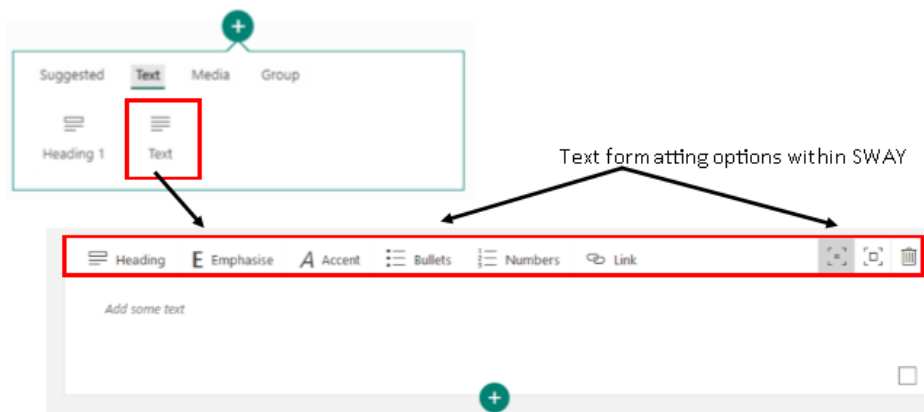 Suggested Text Media Group
Heading 1 Text
Text formatting options within SWAY
Heading E Emphasise A Accent Bullets Numbers Link
Add some text